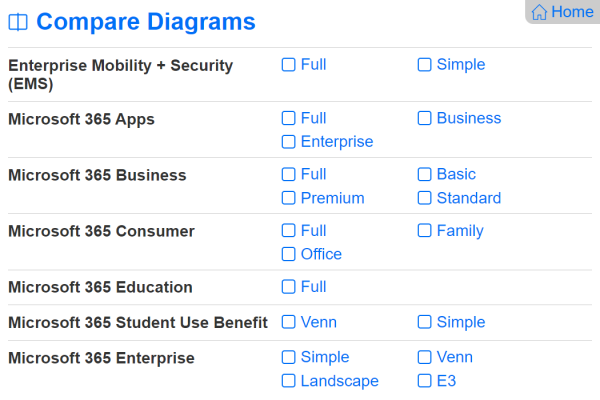 Compare Diagrams
Home
Enterprise Mobility + Security (EMS)
Full
Simple
Microsoft 365 Apps
Full
Business
Enterprise
Microsoft 365 Business
Full
Basic
Premium
Standard
Microsoft 365 Consumer
Full
Family
Office
Microsoft 365 Education
Full
Microsoft 365 Student Use Benefit
Venn
Simple
Microsoft 365 Enterprise
Simple
Venn
Landscape
E3